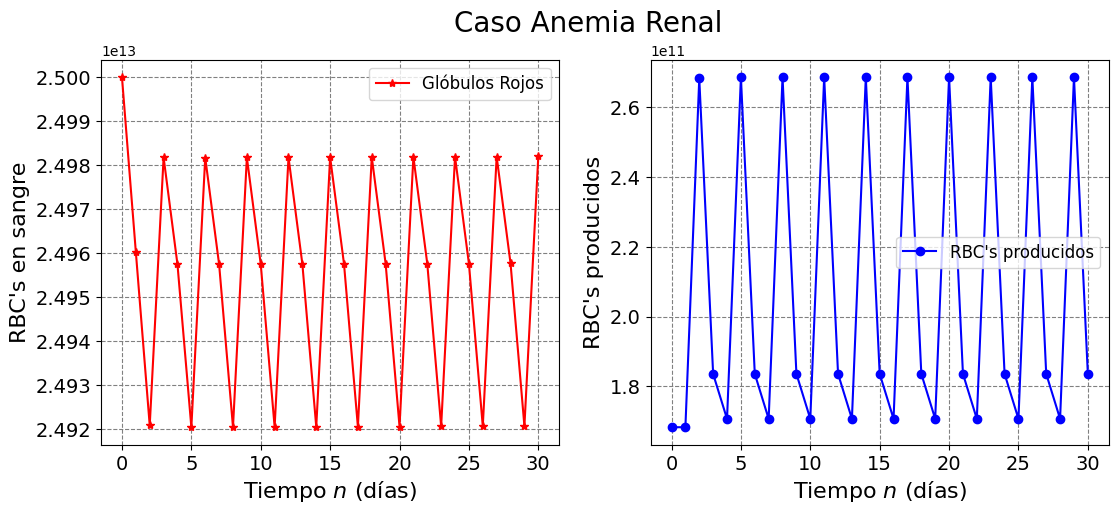 Caso Anemia Renal
1e13
2.500
2.499
2.498
2.497
2.496
2.495
2.494
2.493
2.492
RBC's en sangre
Glóbulos Rojos
0 5 10 15 20 25 30
Tiempo n (días)
1e11
2.6
2.4
2.2
2.0
1.8
RBC's producidos
RBC's producidos
0 5 10 15 20 25 30
Tiempo n (días)